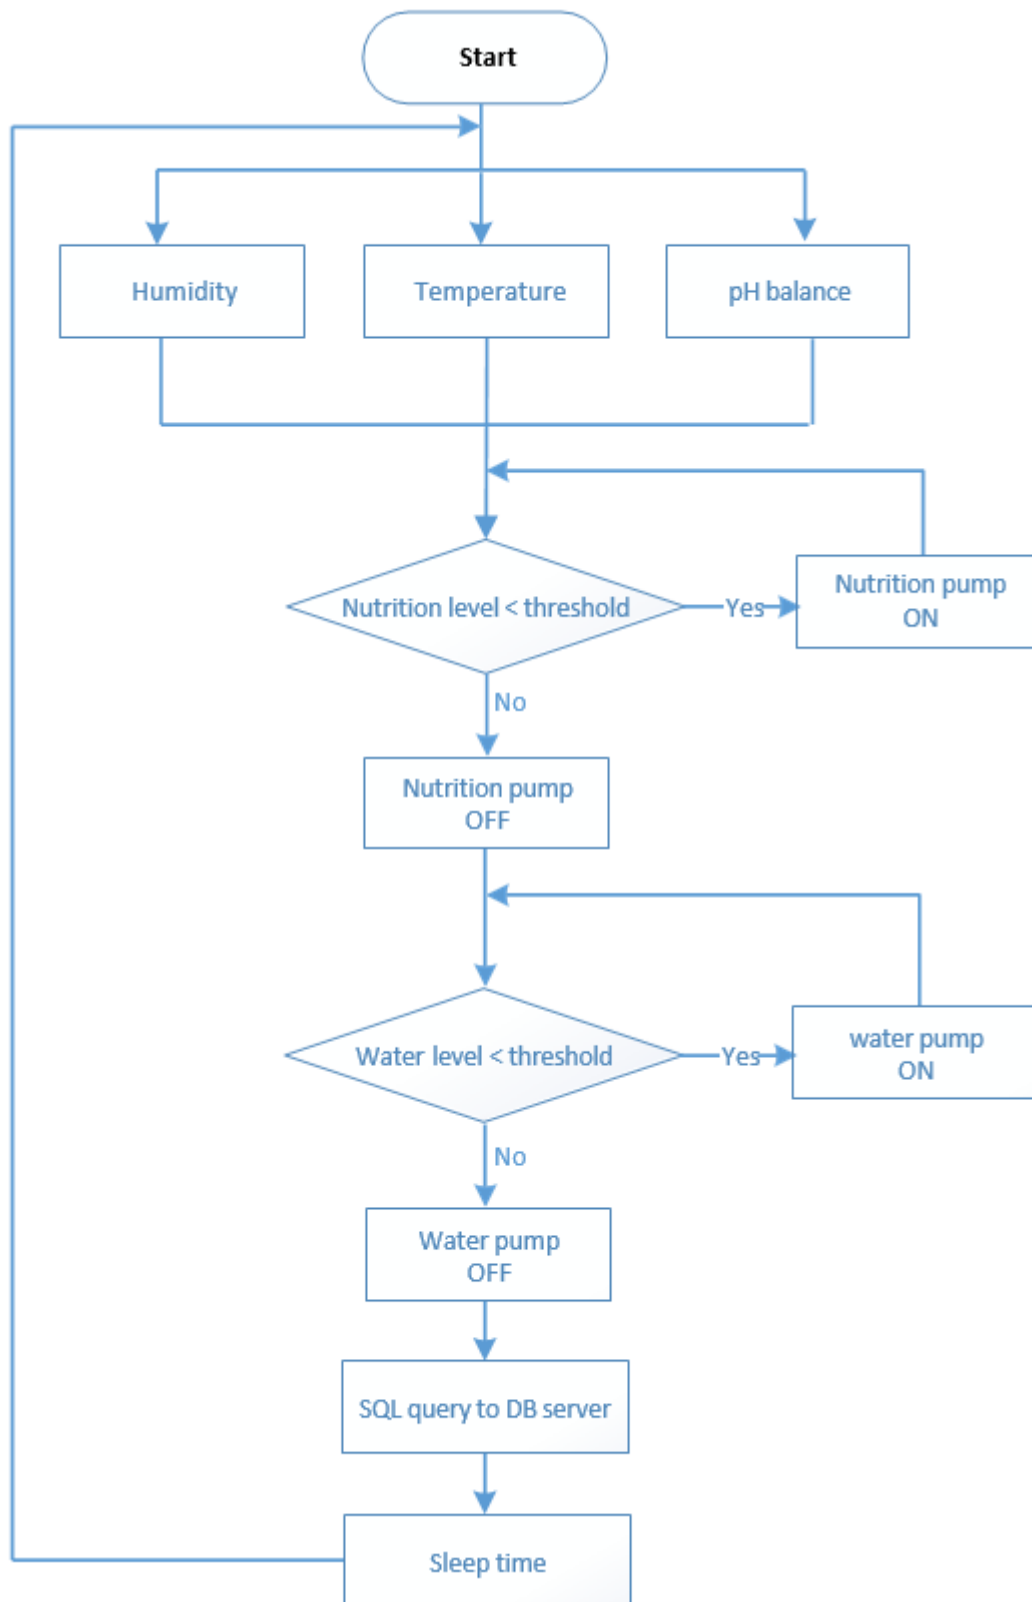 Start
Humidity
Temperature
pH balance
Nutrition level < threshold
Yes
Nutrition pump
ON
No
Nutrition pump
OFF
Water level < threshold
Yes
water pump
ON
No
Water pump
OFF
SQL query to DB server
Sleep time